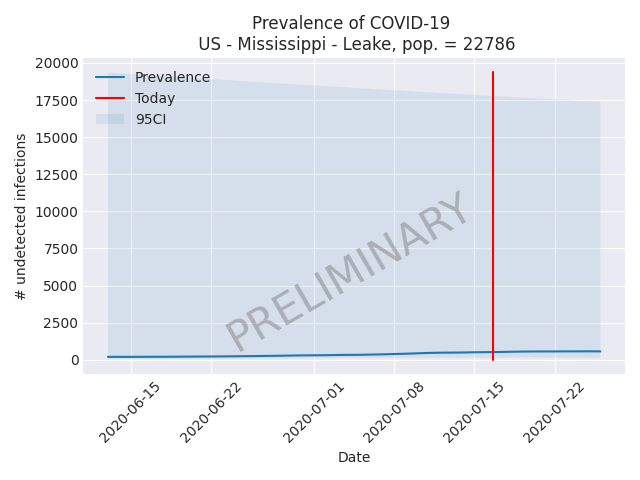 Prevalence of COVID-19
US - Mississippi - Leake, pop. = 22786
20000
17500
15000
12500
10000
7500
5000
2500
0
# undetected infections
Prevalence
Today
95CI
PRELIMINARY
2020-06-15
2020-06-22
2020-07-01
2020-07-08
2020-07-15
2020-07-22
Date